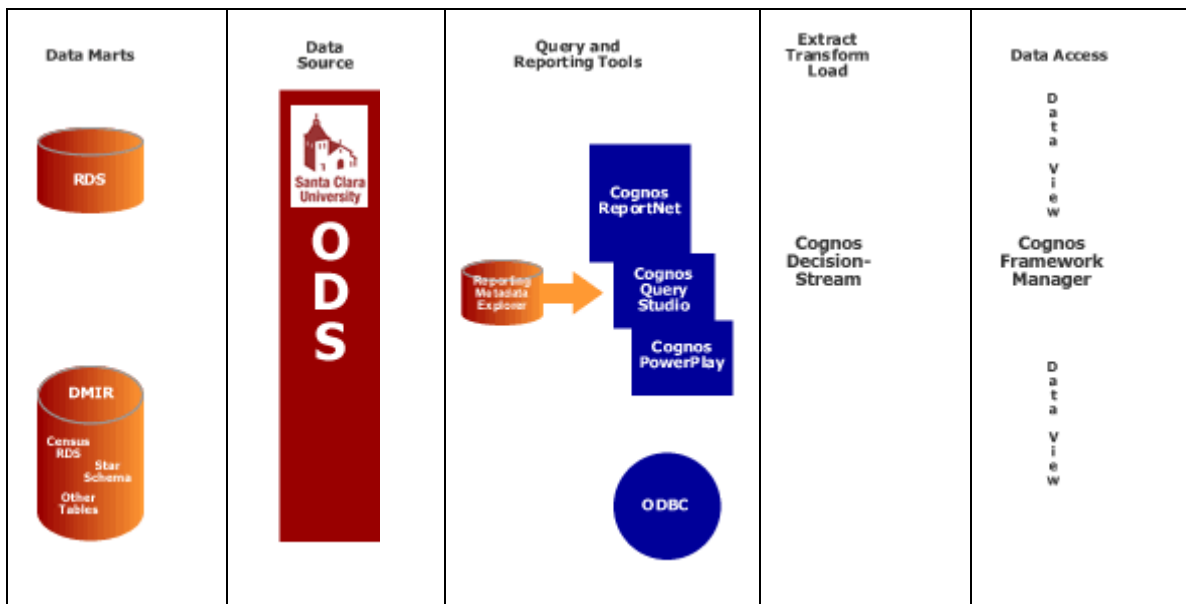 Data Marts
RDS
DMIR
Census
RDS
Star
Schema
Other
Tables
Data
Source
Santa Clara
University
O
D
S
Query and
Reporting Tools
Cognos
ReportNet
Reporting
Metadata
Explorer
Cognos
Query
Studio
Cognos
PowerPlay
ODBC
Extract
Transform
Load
Cognos
Decision-
Stream
Data Access
D
a
t
a
V
i
e
w
Cognos
Framework
Manager
D
a
t
a
V
i
e
w